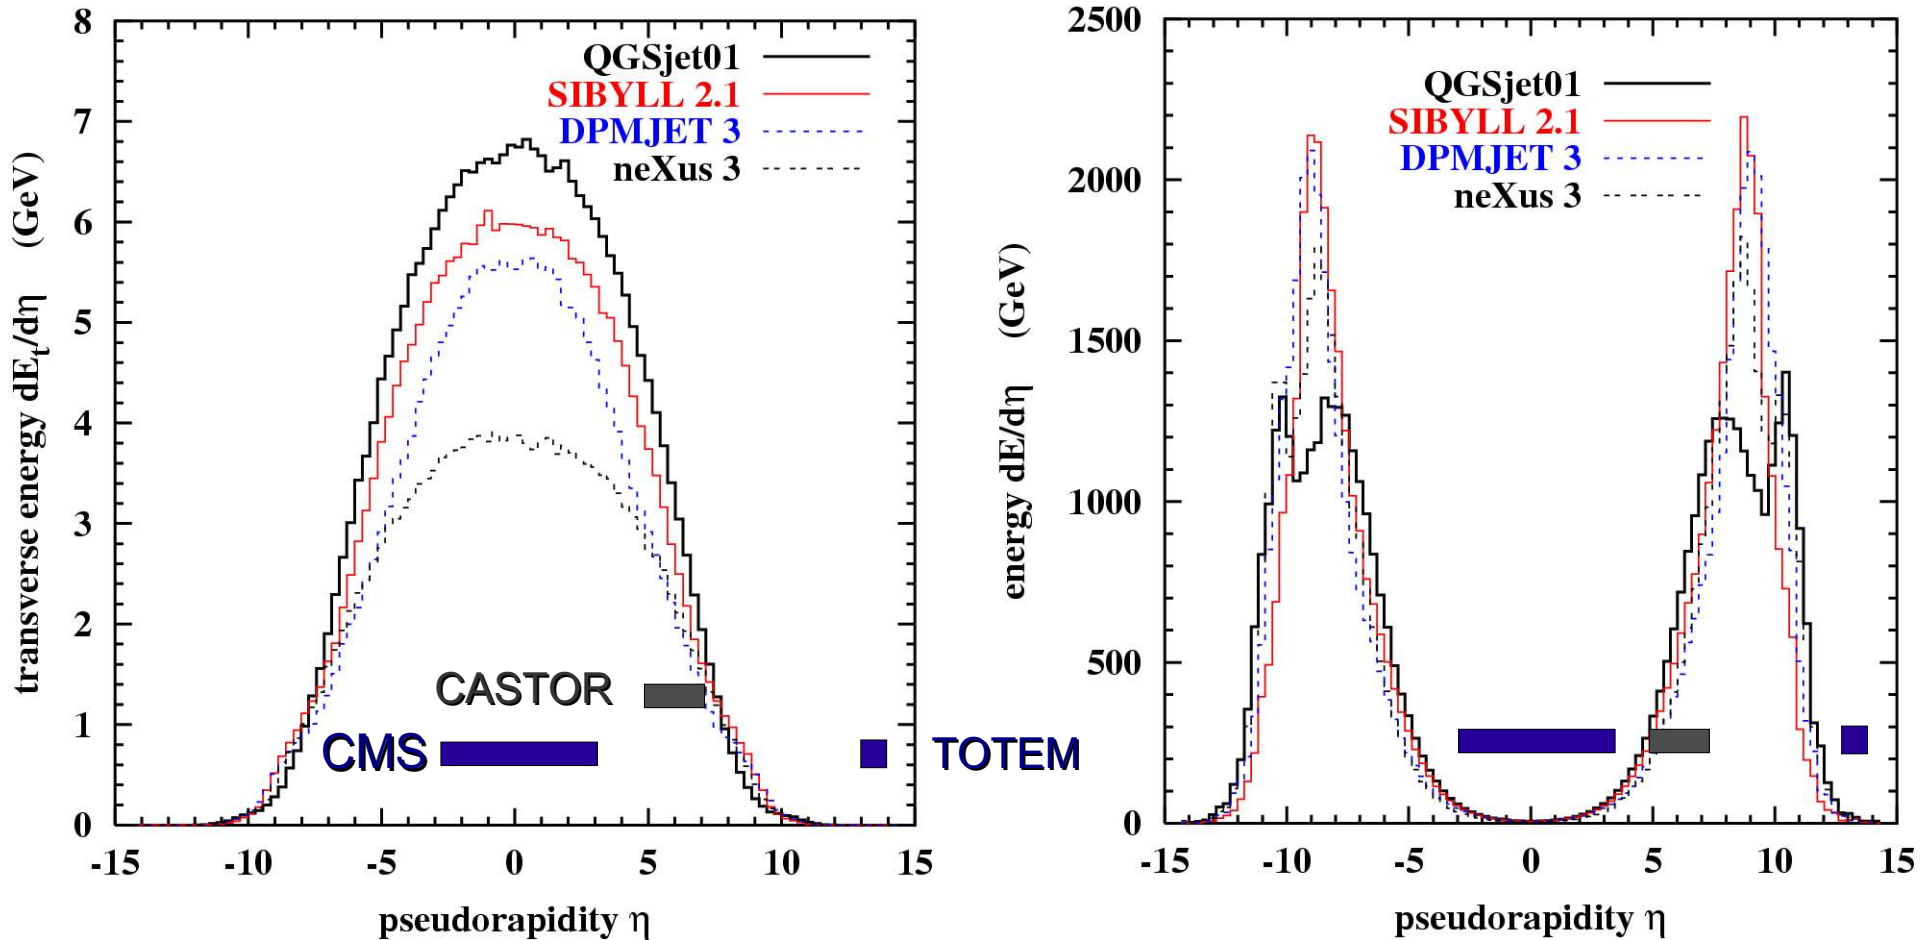 8
7
6
5
4
3
2
1
0
-15
-10
-5
0
5
10
15
transverse energy dEt/dη (GeV)
pseudorapidity η
QGSjet01
SIBYLL 2.1
DPMJET 3
neXus 3
CASTOR
CMS
TOTEM
2500
2000
1500
1000
500
0
-15
-10
-5
0
5
10
15
energy dE/dη (GeV)
pseudorapidity η
QGSjet01
SIBYLL 2.1
DPMJET 3
neXus 3